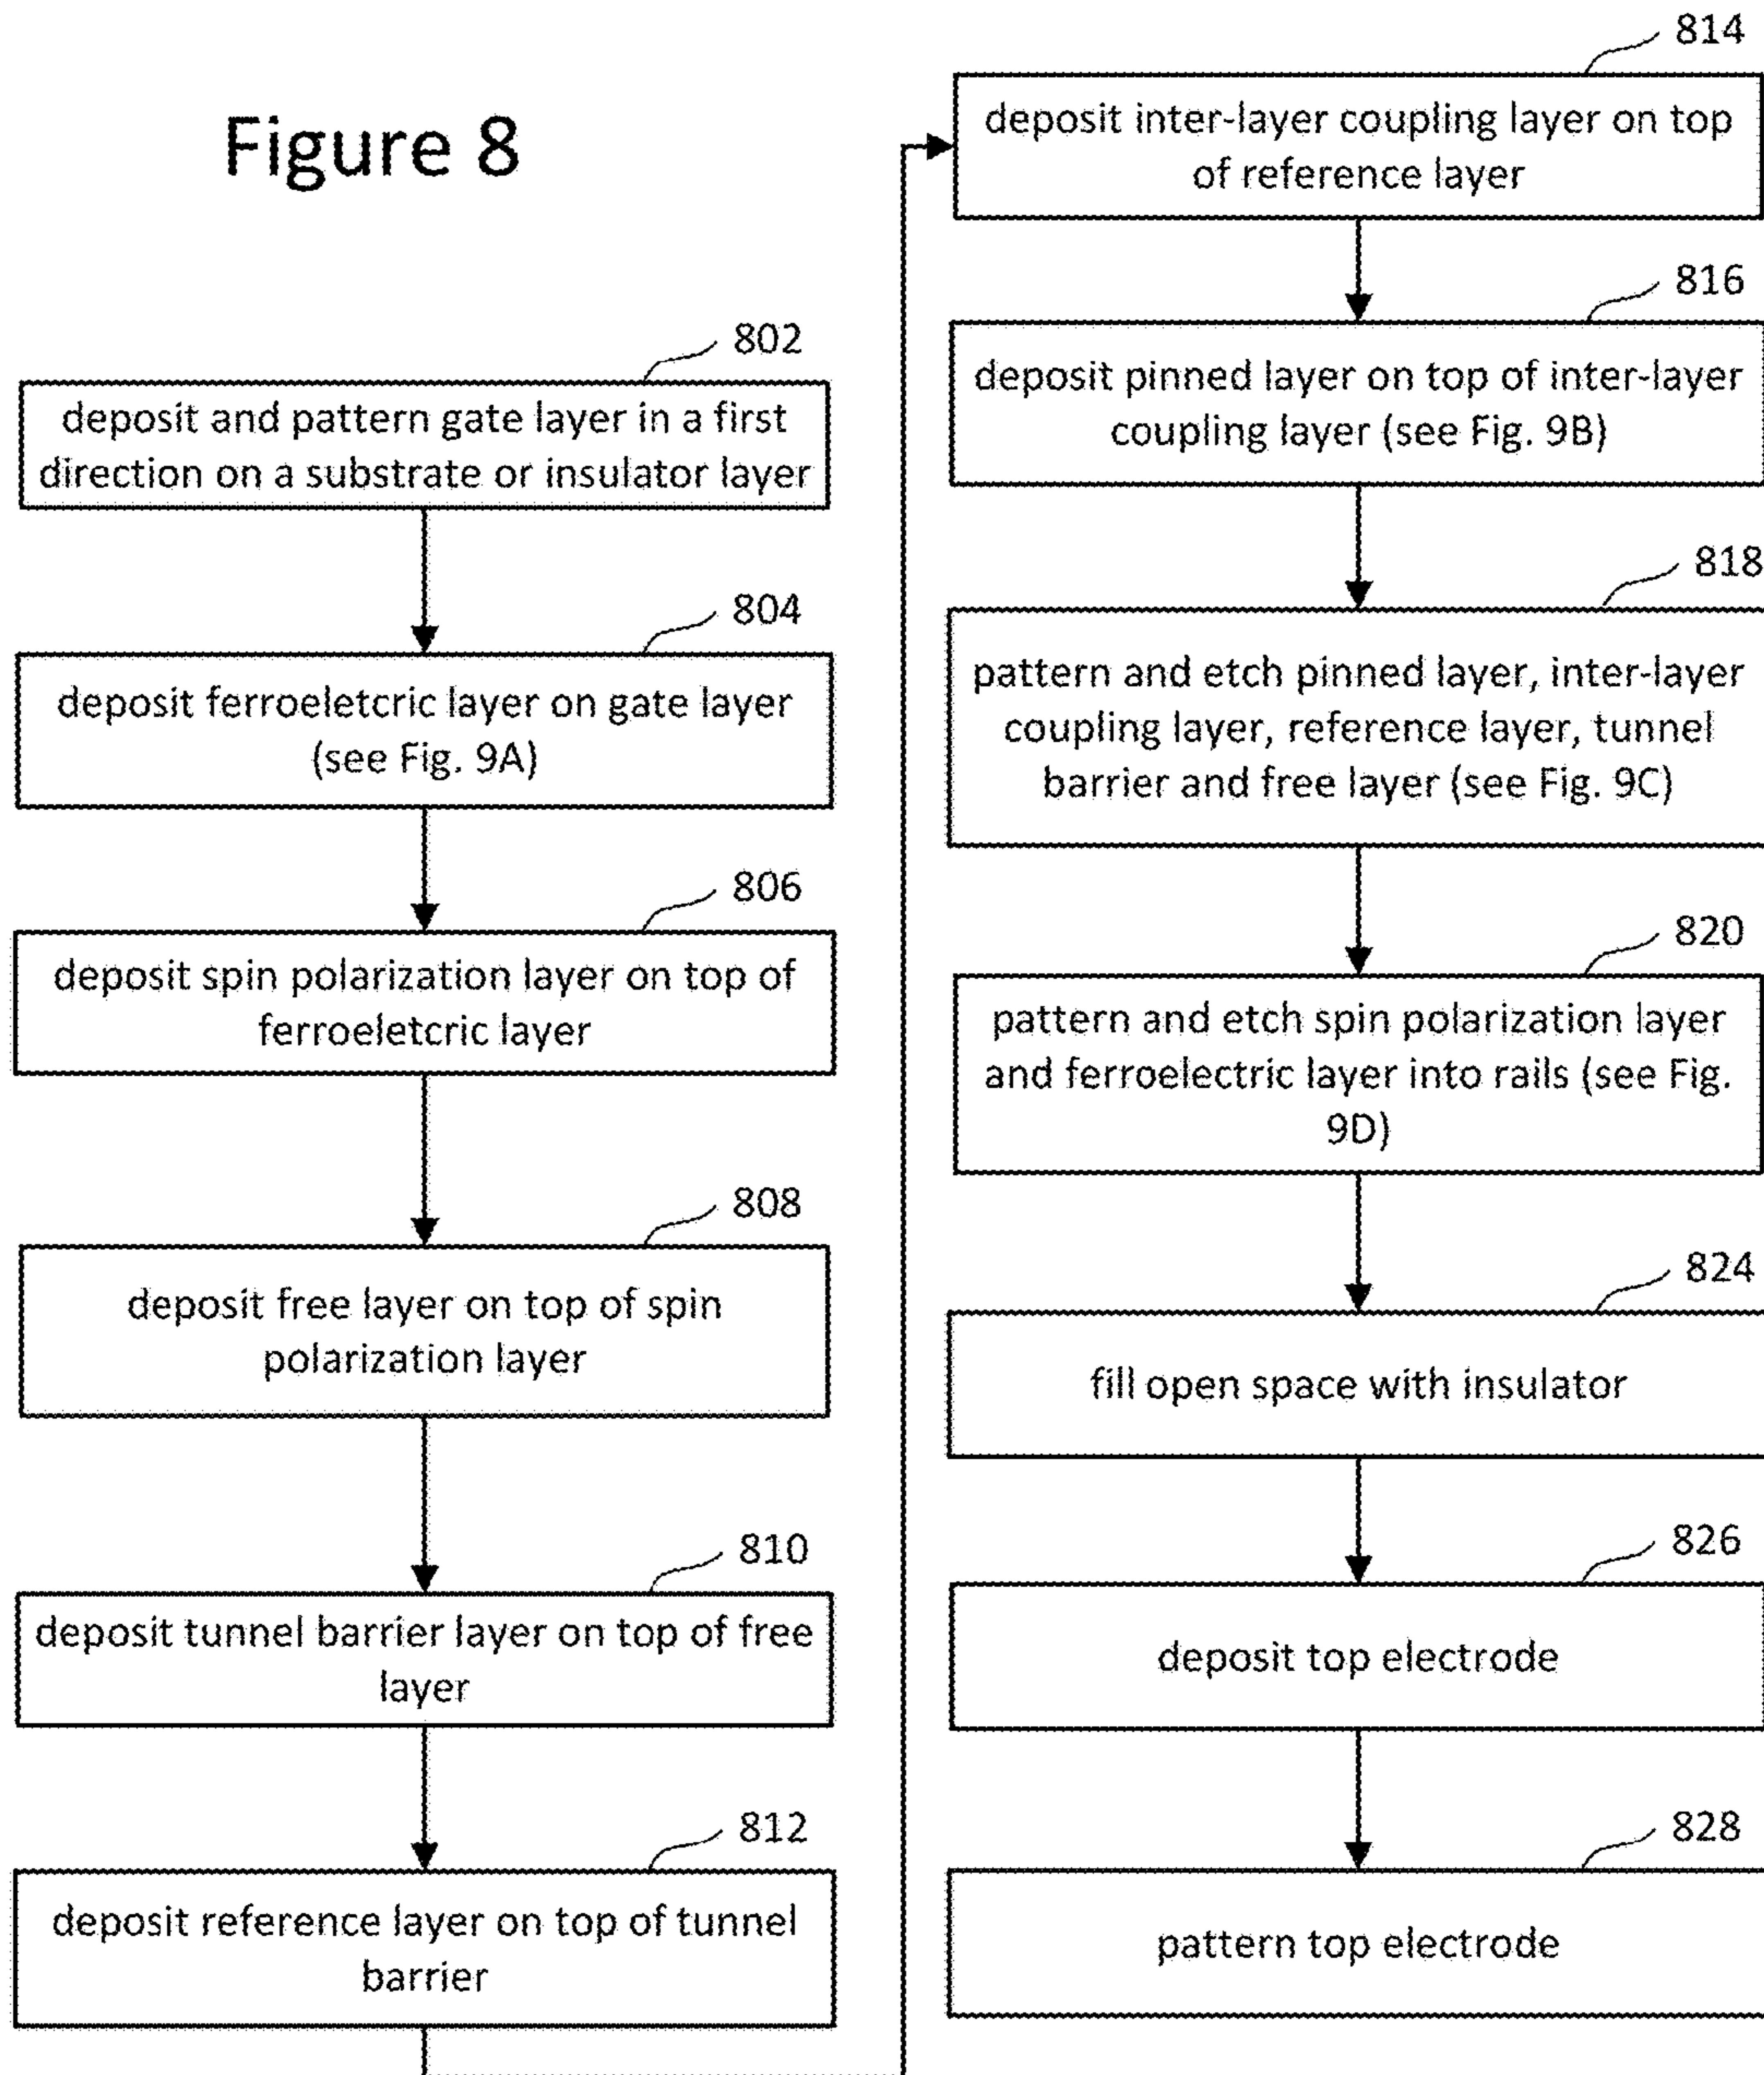 Figure 8
802
deposit and pattern gate layer in a first
direction on a substrate or insulator layer
804
deposit ferroeletcric layer on gate layer
(see Fig. 9A)
806
deposit spin polarization layer on top of
ferroeletcric layer
808
deposit free layer on top of spin
polarization layer
810
deposit tunnel barrier layer on top of free
layer
812
deposit reference layer on top of tunnel
barrier
814
deposit inter-layer coupling layer on top
of reference layer
816
deposit pinned layer on top of inter-layer
coupling layer (see Fig. 9B)
818
pattern and etch pinned layer, inter-layer
coupling layer, reference layer, tunnel
barrier and free layer (see Fig. 9C)
820
pattern and etch spin polarization layer
and ferroelectric layer into rails (see Fig.
9D)
824
fill open space with insulator
826
deposit top electrode
828
pattern top electrode